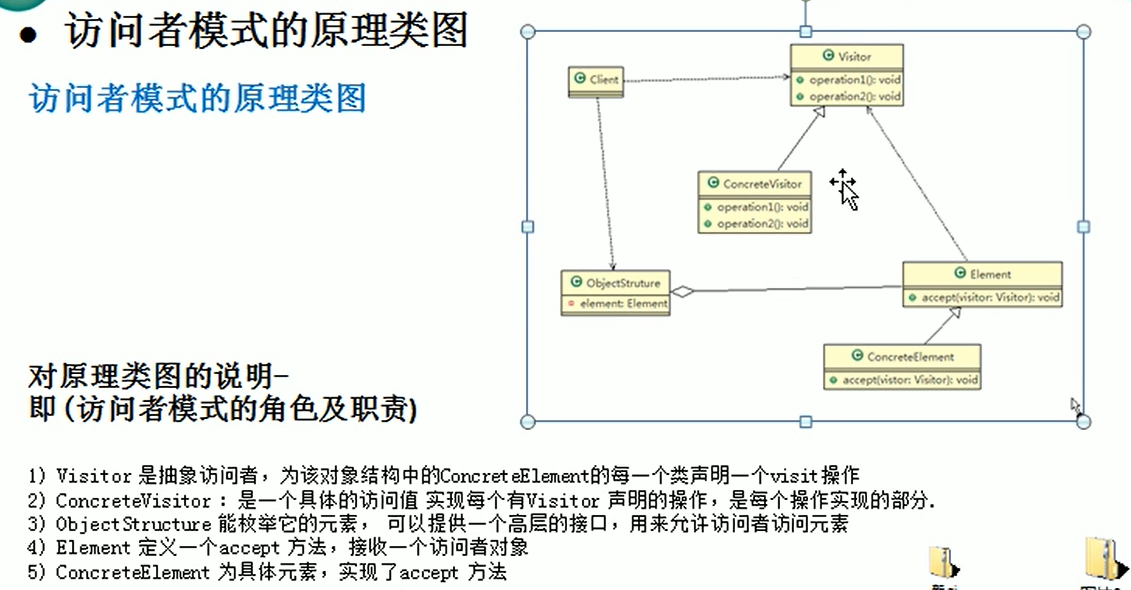 ● 访问者模式的原理类图
访问者模式的原理类图
Client
Visitor
operation1(): void
operation2(): void
ConcreteVisitor
operation1(): void
operation2(): void
ObjectStruture
element: Element
Element
accept(visitor: Visitor): void
ConcreteElement
accept(vistor: Visitor): void
对原理类图的说明-
即(访问者模式的角色及职责)
1) Visitor 是抽象访问者，为该对象结构中的ConcreteElement的每一个类声明一个visit操作
2) ConcreteVisitor ：是一个具体的访问值 实现每个有Visitor 声明的操作，是每个操作实现的部分.
3) ObjectStructure 能枚举它的元素， 可以提供一个高层的接口，用来允许访问者访问元素
4) Element 定义一个accept 方法，接收一个访问者对象
5) ConcreteElement 为具体元素，实现了accept 方法